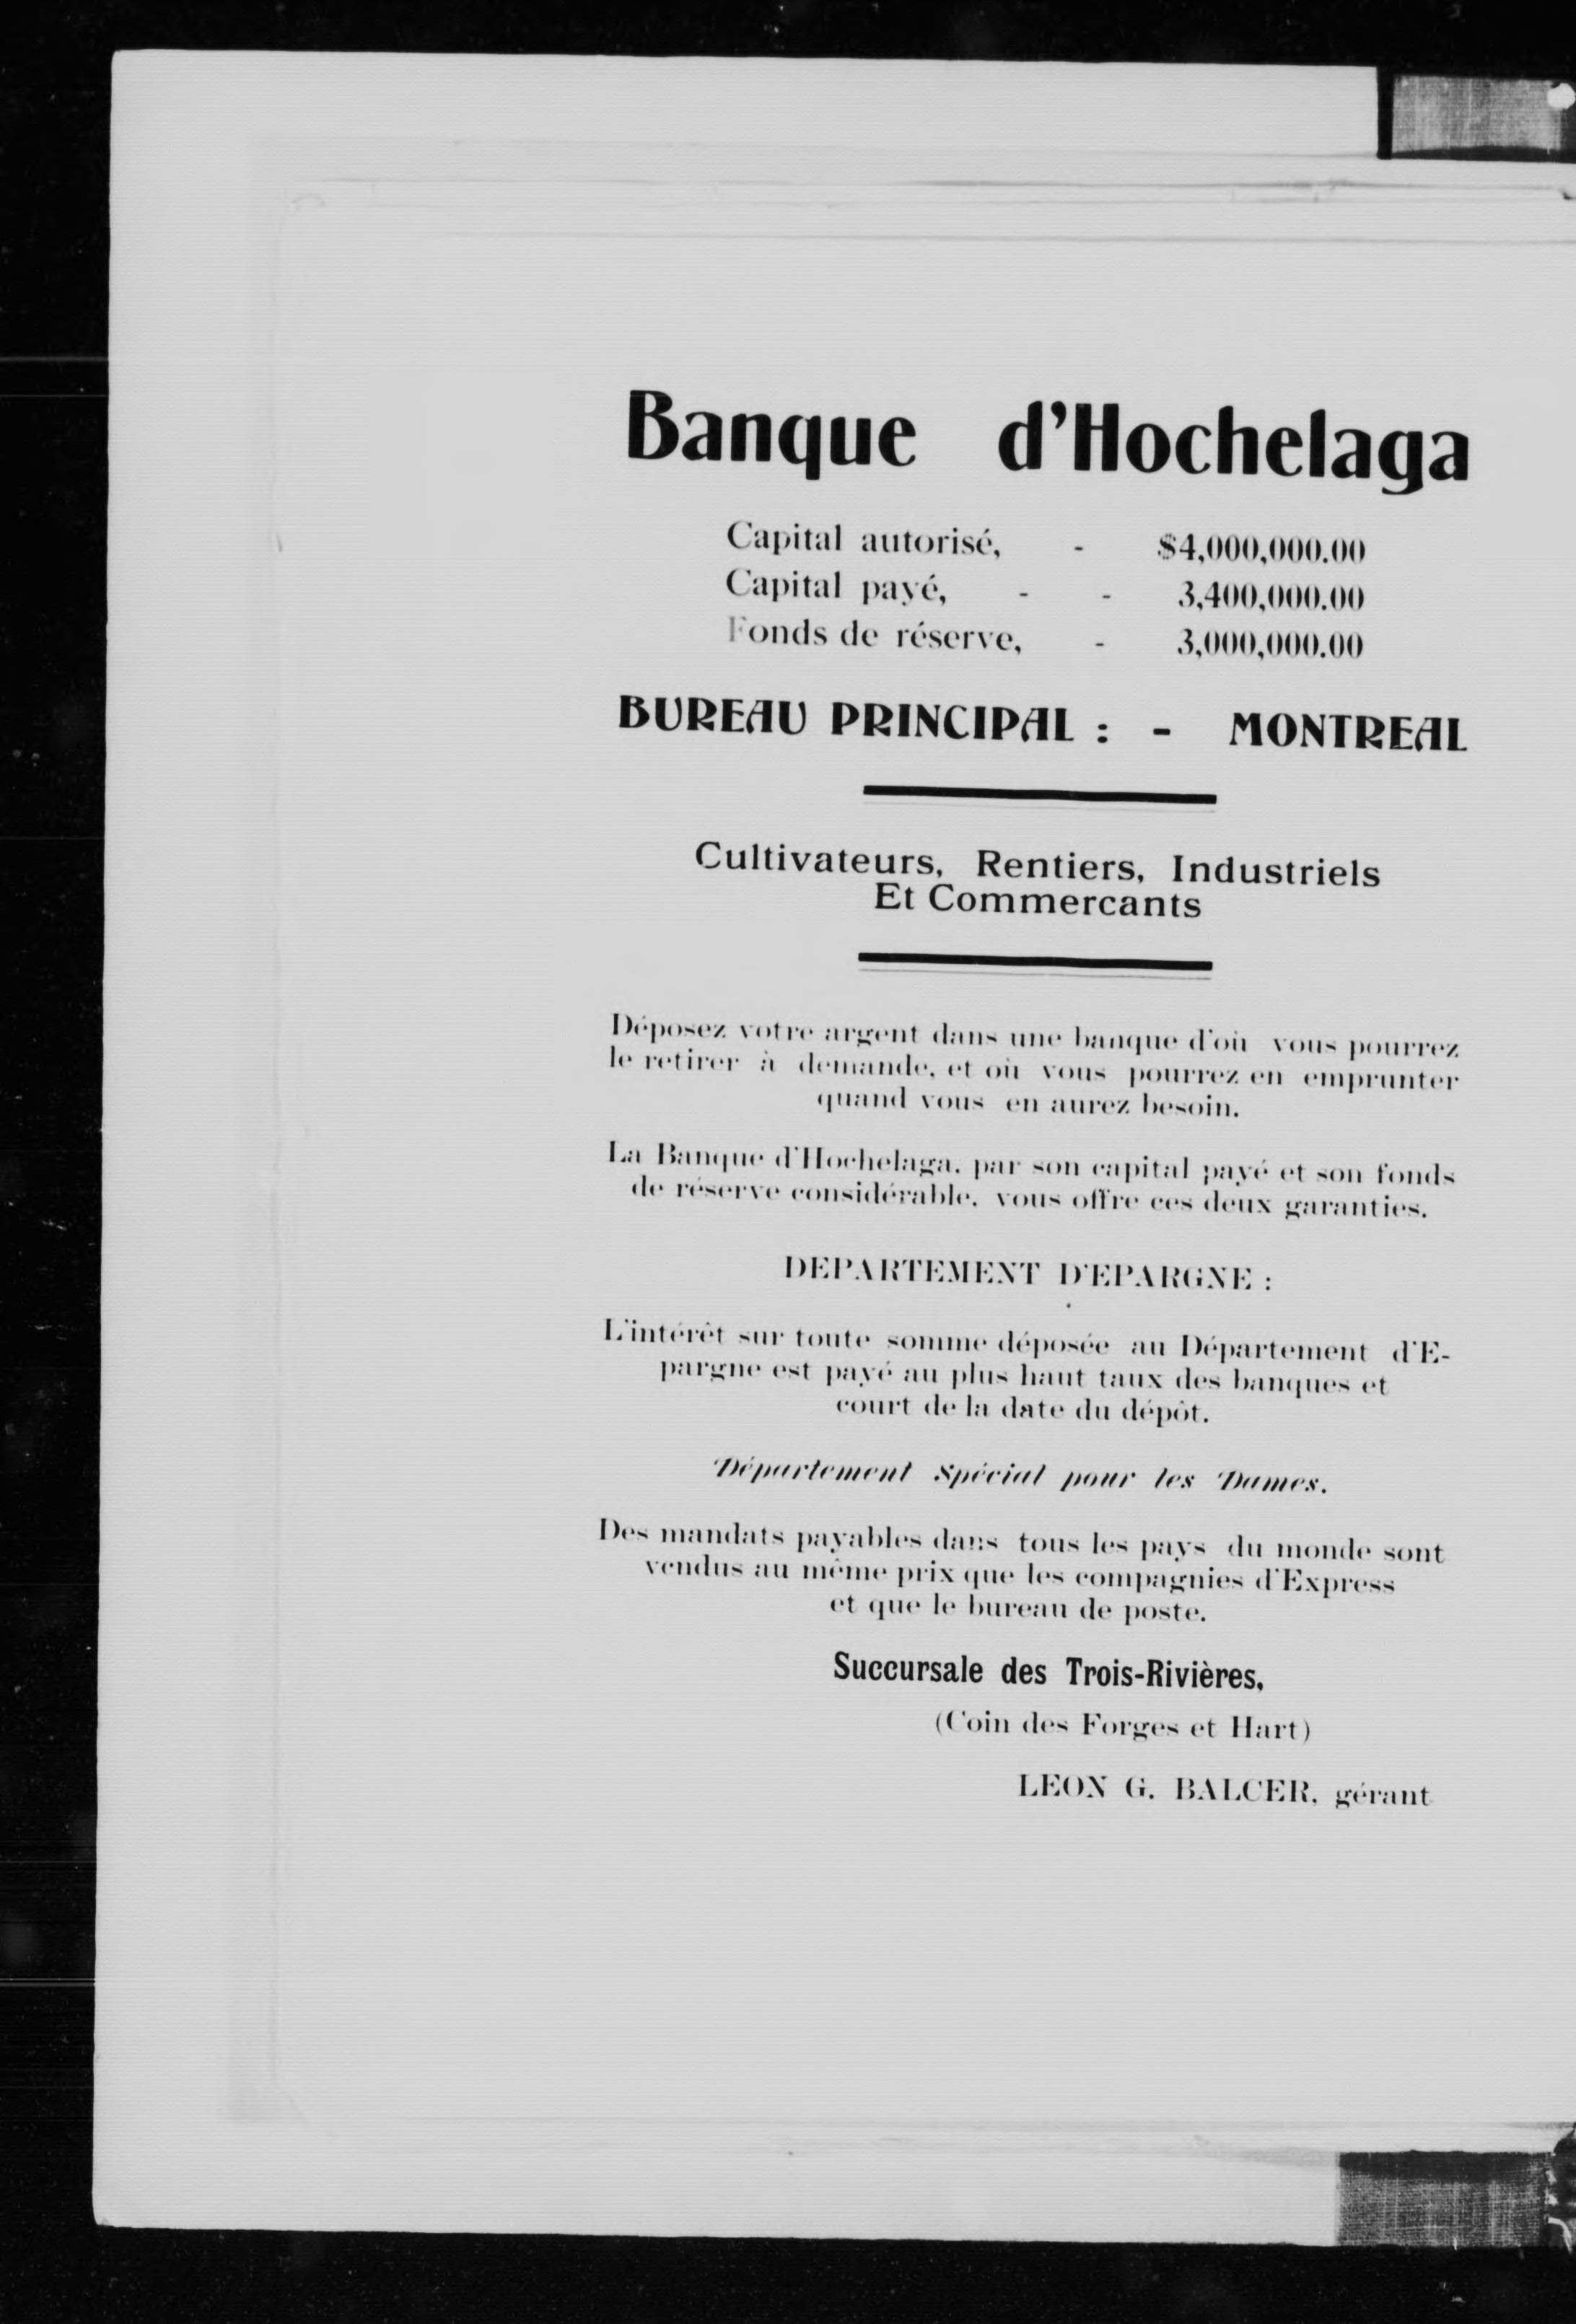 Banque d'Hochelaga
Capital autorisé, - $4,000,000.00
Capital payé, - - 3,400,000.00
Fonds de réserve, - 3,000,000.00
BUREAU PRINCIPAL : - MONTREAL
Cultivateurs, Rentiers, Industriels
Et Commercants
Déposez votre argent dans une banque d'où vous pourrez
le retirer à demande, et où vous pourrez en emprunter
quand vous en aurez besoin.
La Banque d'Hochelaga, par son capital payé et son fonds
de réserve considérable, vous offre ces deux garanties.
DEPARTEMENT D'EPARGNE :
L'intérêt sur toute somme déposée au Département d'E-
pargne est payé au plus haut taux des banques et
court de la date du dépôt.
Département Spécial pour les Dames.
Des mandats payables dans tous les pays du monde sont
vendus au même prix que les compagnies d'Express
et que le bureau de poste.
Succursale des Trois-Rivières,
(Coin des Forges et Hart)
LEON G. BALCER, gérant